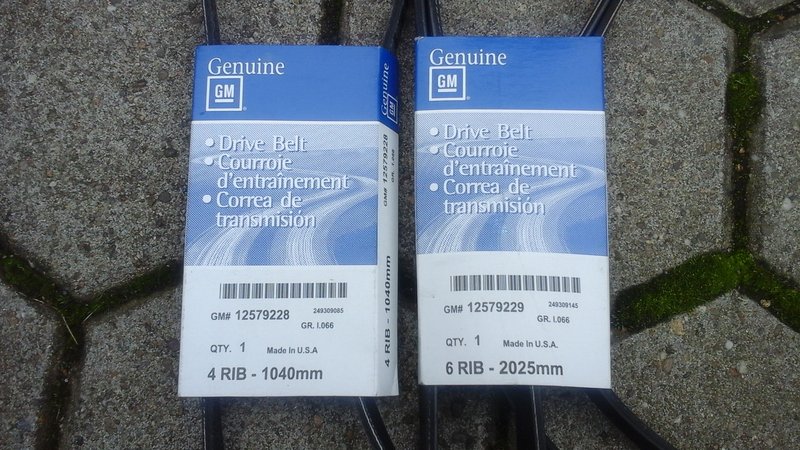 Genuine
GM
• Drive Belt
• Courroie
d'entraînement
• Correa de
transmisión
GM# 12579228
249309085
GR. I.066
QTY. 1
Made In U.S.A
4 RIB - 1040mm
Genuine
GM
GM# 12579228
GR. I.066
4 RIB - 1040mm
Genuine
GM
• Drive Belt
• Courroie
d'entraînement
• Correa de
transmisión
GM# 12579229
249309145
GR. I.066
QTY. 1
Made In U.S.A.
6 RIB - 2025mm